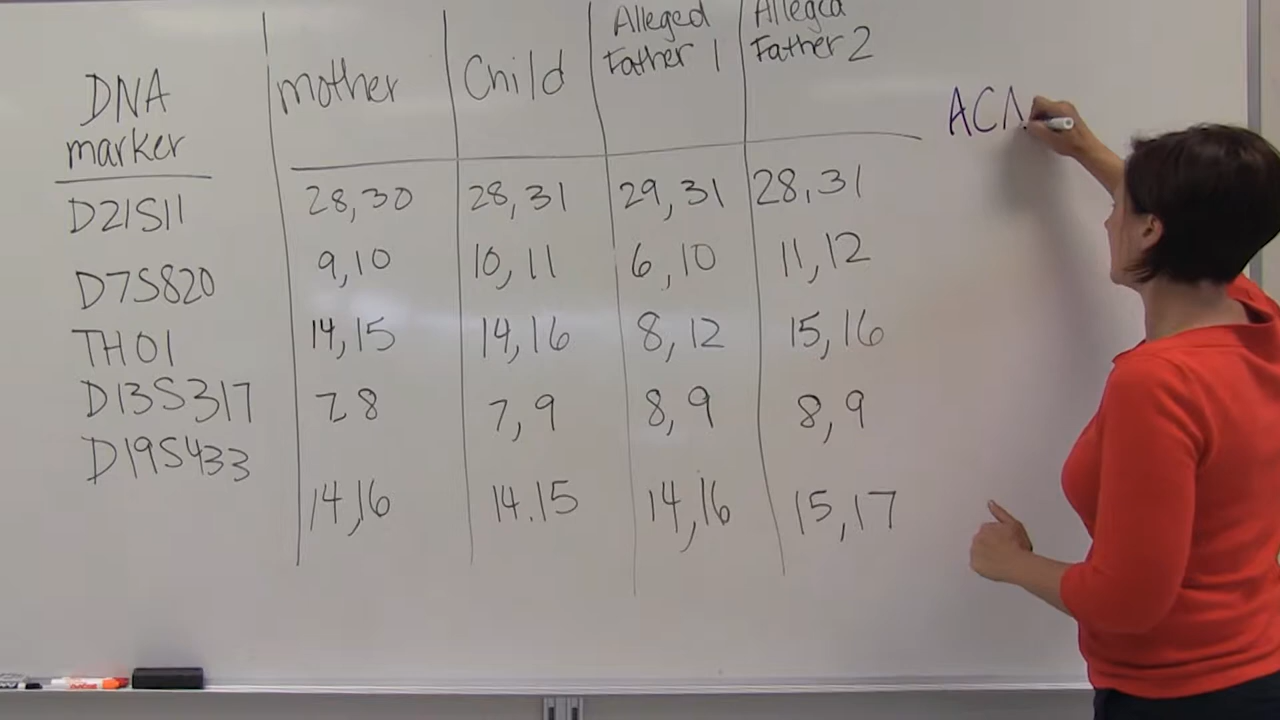 DNA marker mother Child Alleged Father 1 Alleged Father 2
D21S11 28,30 28,31 29,31 28,31
D7S820 9,10 10,11 6,10 11,12
TH01 14,15 14,16 8,12 15,16
D13S317 7 8 7,9 8,9 8,9
D19S433 14,16 14.15 14,16 15,17
ACA